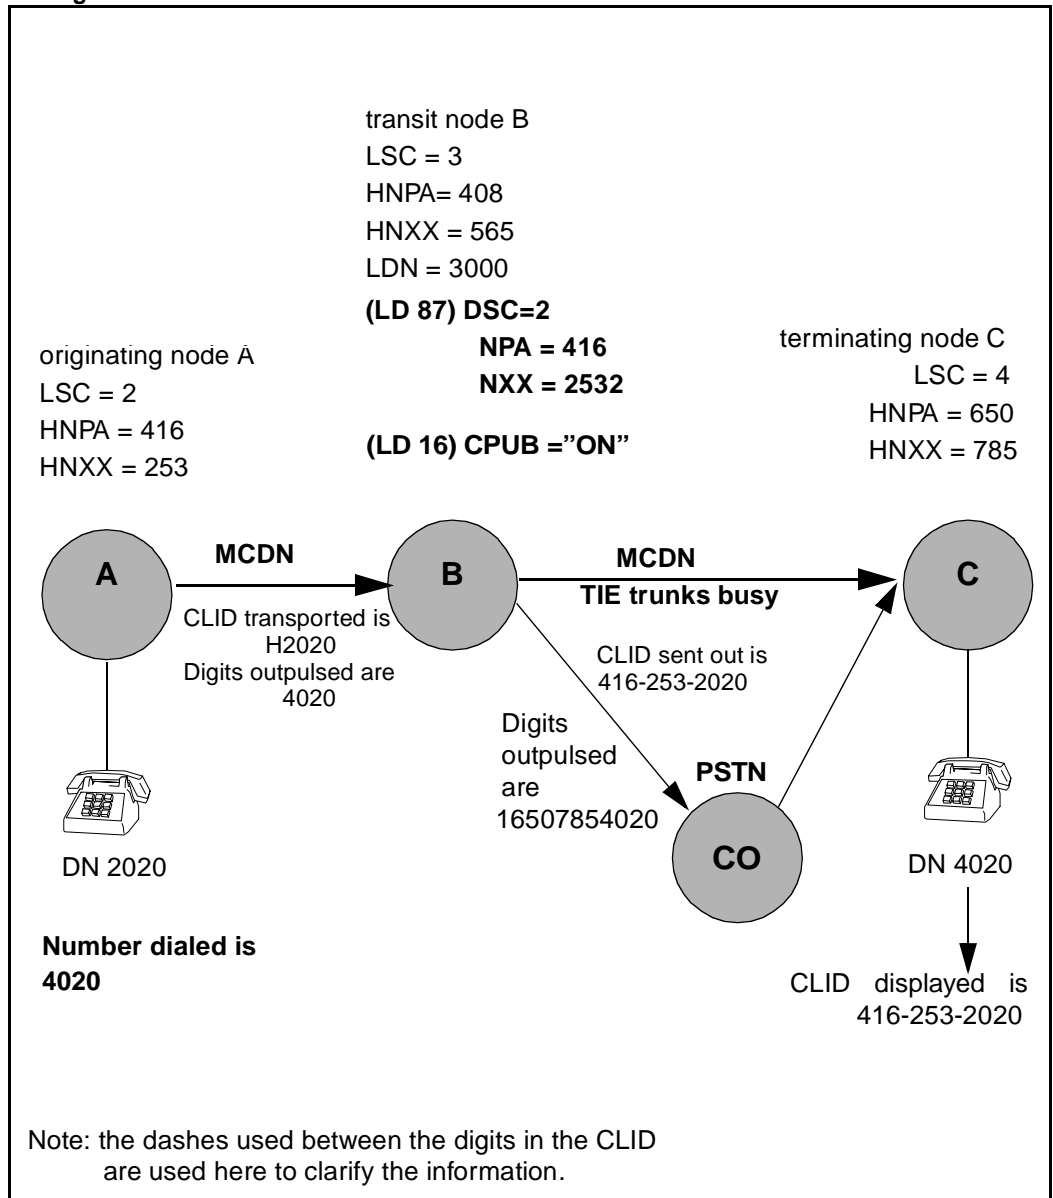 transit node B
LSC = 3
HNPA= 408
HNXX = 565
LDN = 3000
(LD 87) DSC=2
NPA = 416
NXX = 2532
(LD 16) CPUB =”ON”
originating node A
LSC = 2
HNPA = 416
HNXX = 253
terminating node C
LSC = 4
HNPA = 650
HNXX = 785
A
MCDN
CLID transported is
H2020
Digits outpulsed are
4020
B
MCDN
TIE trunks busy
C
CLID sent out is
416-253-2020
Digits
outpulsed
are
16507854020
PSTN
CO
DN 2020
DN 4020
Number dialed is
4020
CLID displayed is
416-253-2020
Note: the dashes used between the digits in the CLID
are used here to clarify the information.